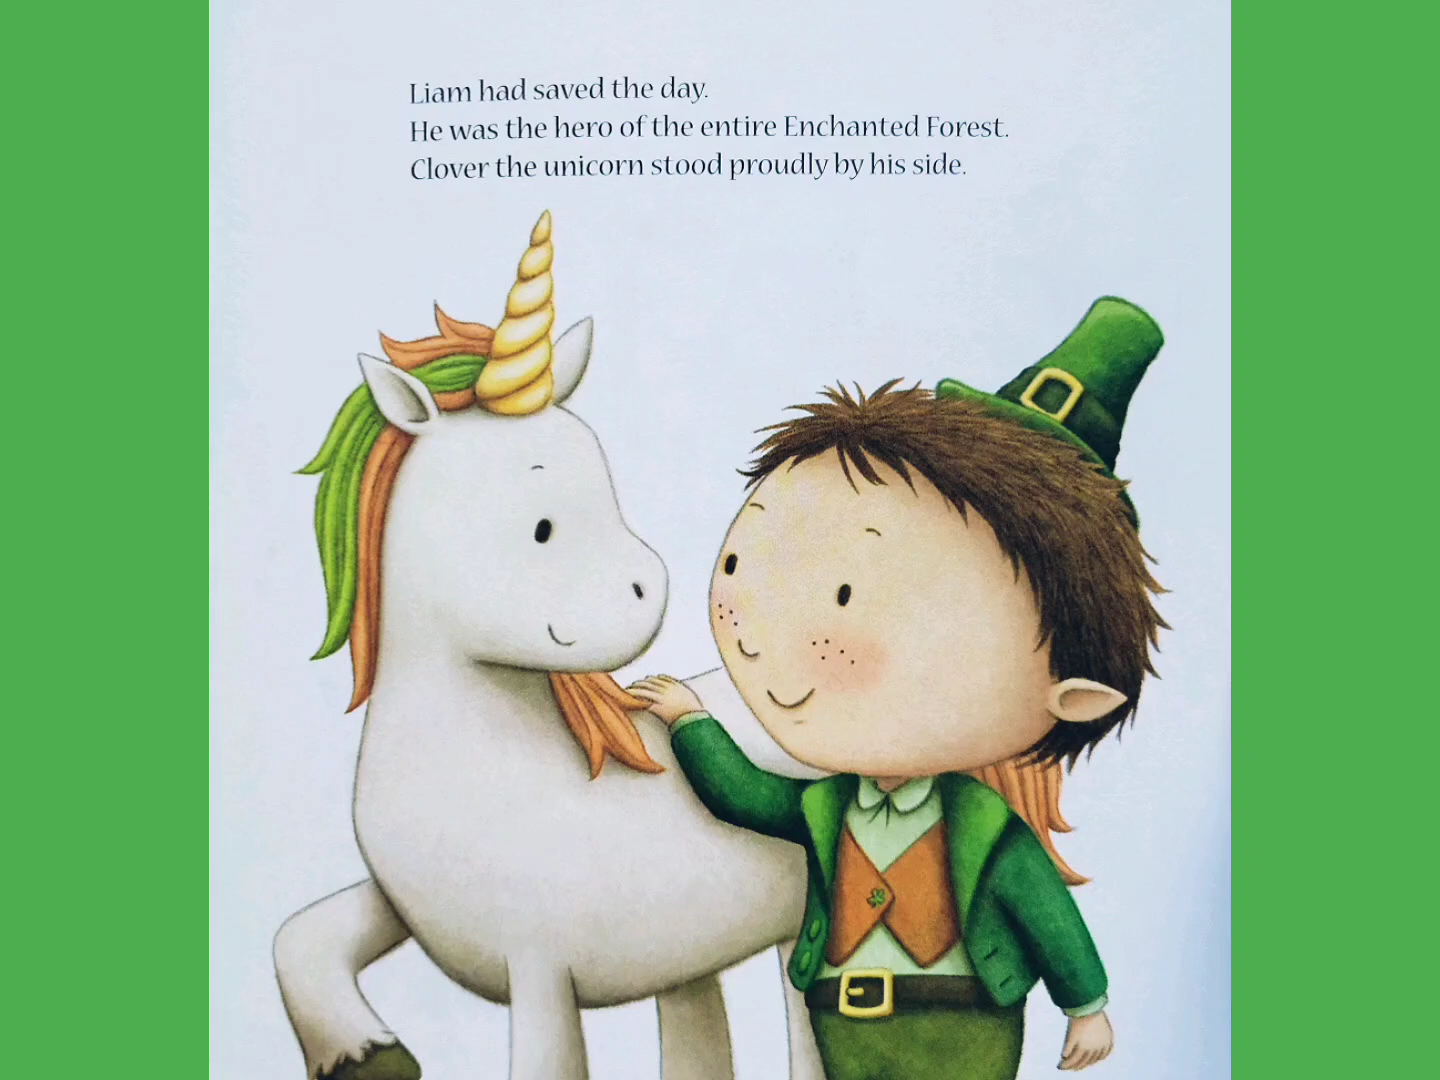 Liam had saved the day.
He was the hero of the entire Enchanted Forest.
Clover the unicorn stood proudly by his side.